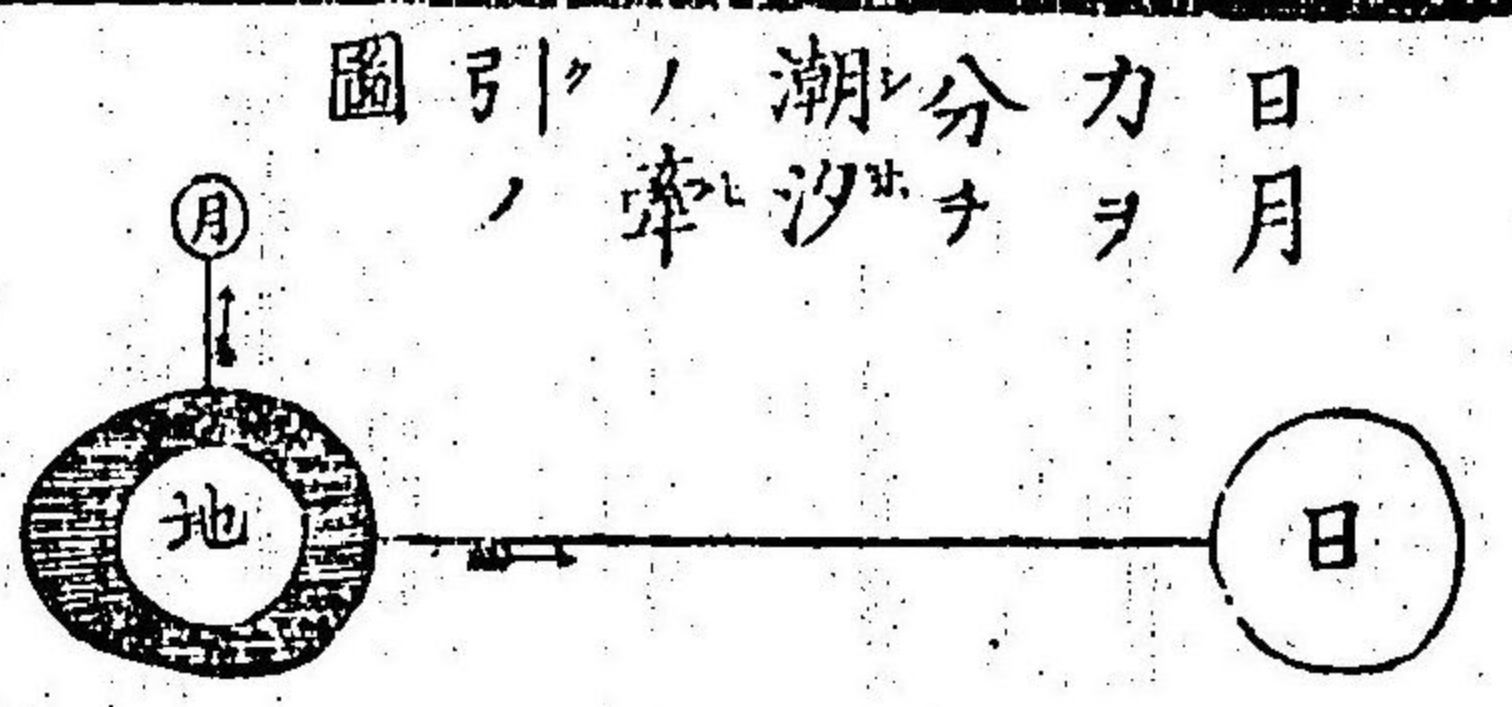 日月
力ヲ
分チ
潮汐
ノ牽
引ノ
圖
月
地
日